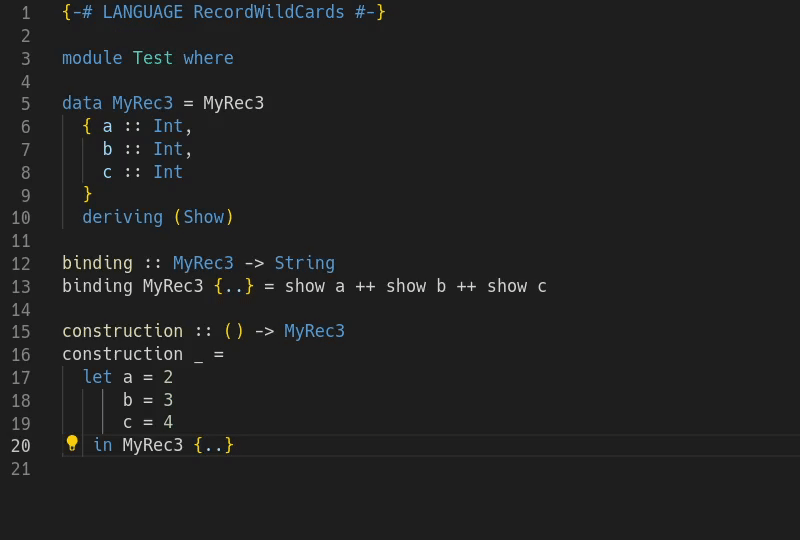 1 {-# LANGUAGE RecordWildCards #-}
2
3 module Test where
4
5 data MyRec3 = MyRec3
6   { a :: Int,
7     b :: Int,
8     c :: Int
9   }
10   deriving (Show)
11
12 binding :: MyRec3 -> String
13 binding MyRec3 {..} = show a ++ show b ++ show c
14
15 construction :: () -> MyRec3
16 construction _ =
17   let a = 2
18       b = 3
19       c = 4
20    in MyRec3 {..}
21